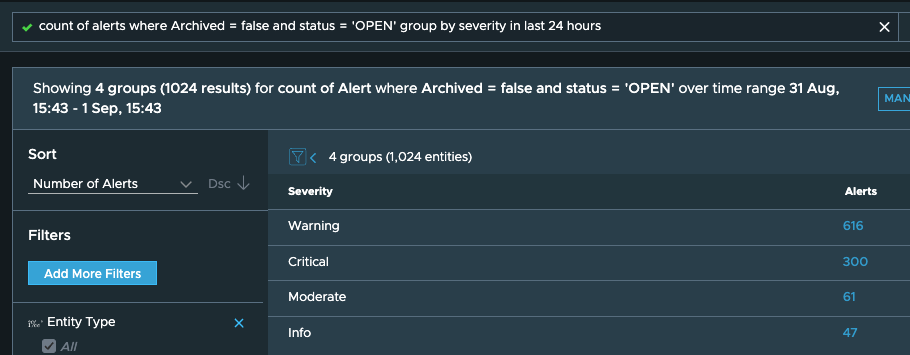 count of alerts where Archived = false and status = 'OPEN' group by severity in last 24 hours
Showing 4 groups (1024 results) for count of Alert where Archived = false and status = 'OPEN' over time range 31 Aug,
15:43 - 1 Sep, 15:43
MAN
Sort
Number of Alerts
Dsc
Filters
Add More Filters
Entity Type
All
4 groups (1,024 entities)
Severity Alerts
Warning 616
Critical 300
Moderate 61
Info 47